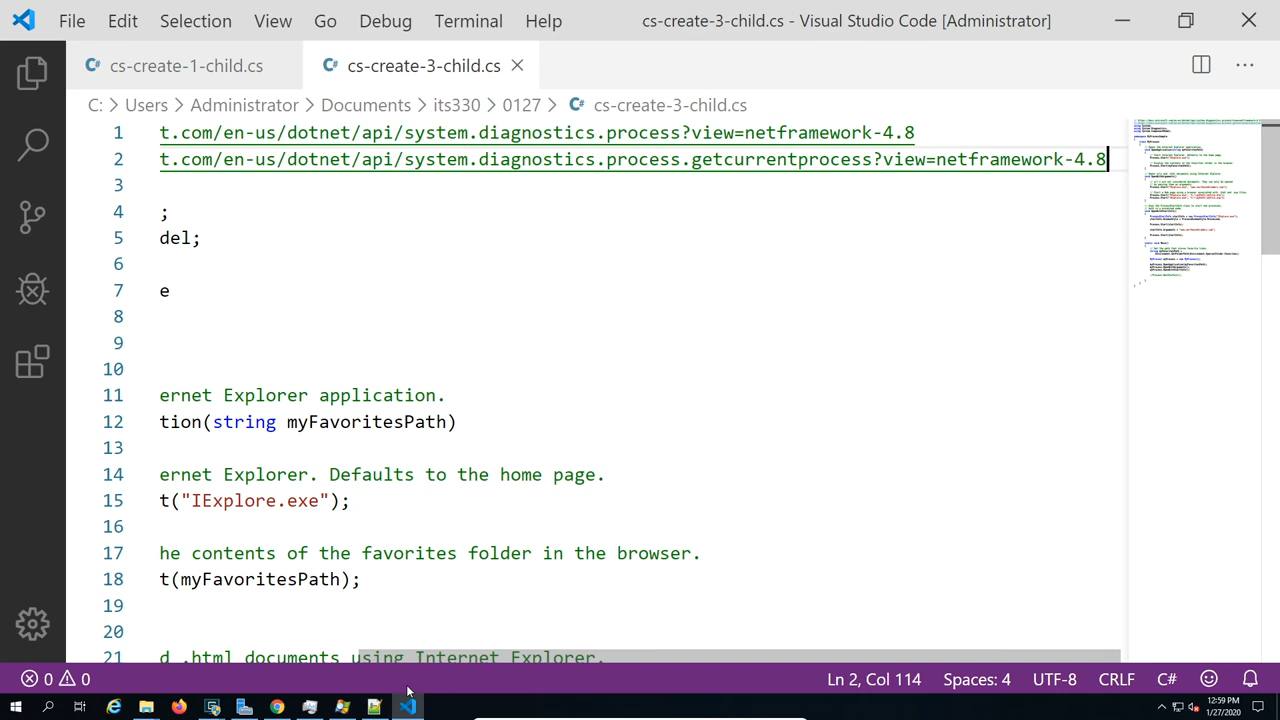 File Edit Selection View Go Debug Terminal Help cs-create-3-child.cs - Visual Studio Code [Administrator]
C# cs-create-1-child.cs C# cs-create-3-child.cs
C: > Users > Administrator > Documents > its330 > 0127 > C# cs-create-3-child.cs
1 t.com/en-us/dotnet/api/system.diagnostics.process?view=netframework-4.8
2 t.com/en-us/dotnet/api/system.diagnostics.process.getcurrentprocess?view=netframework-4.8
3
4 ;
5 del;
6
7 e
8
9
10
11 ernet Explorer application.
12 tion(string myFavoritesPath)
13
14 ernet Explorer. Defaults to the home page.
15 t("IExplore.exe");
16
17 he contents of the favorites folder in the browser.
18 t(myFavoritesPath);
19
20
21 d .html documents using Internet Explorer.
0 0 Ln 2, Col 114 Spaces: 4 UTF-8 CRLF C#
12:59 PM
1/27/2020